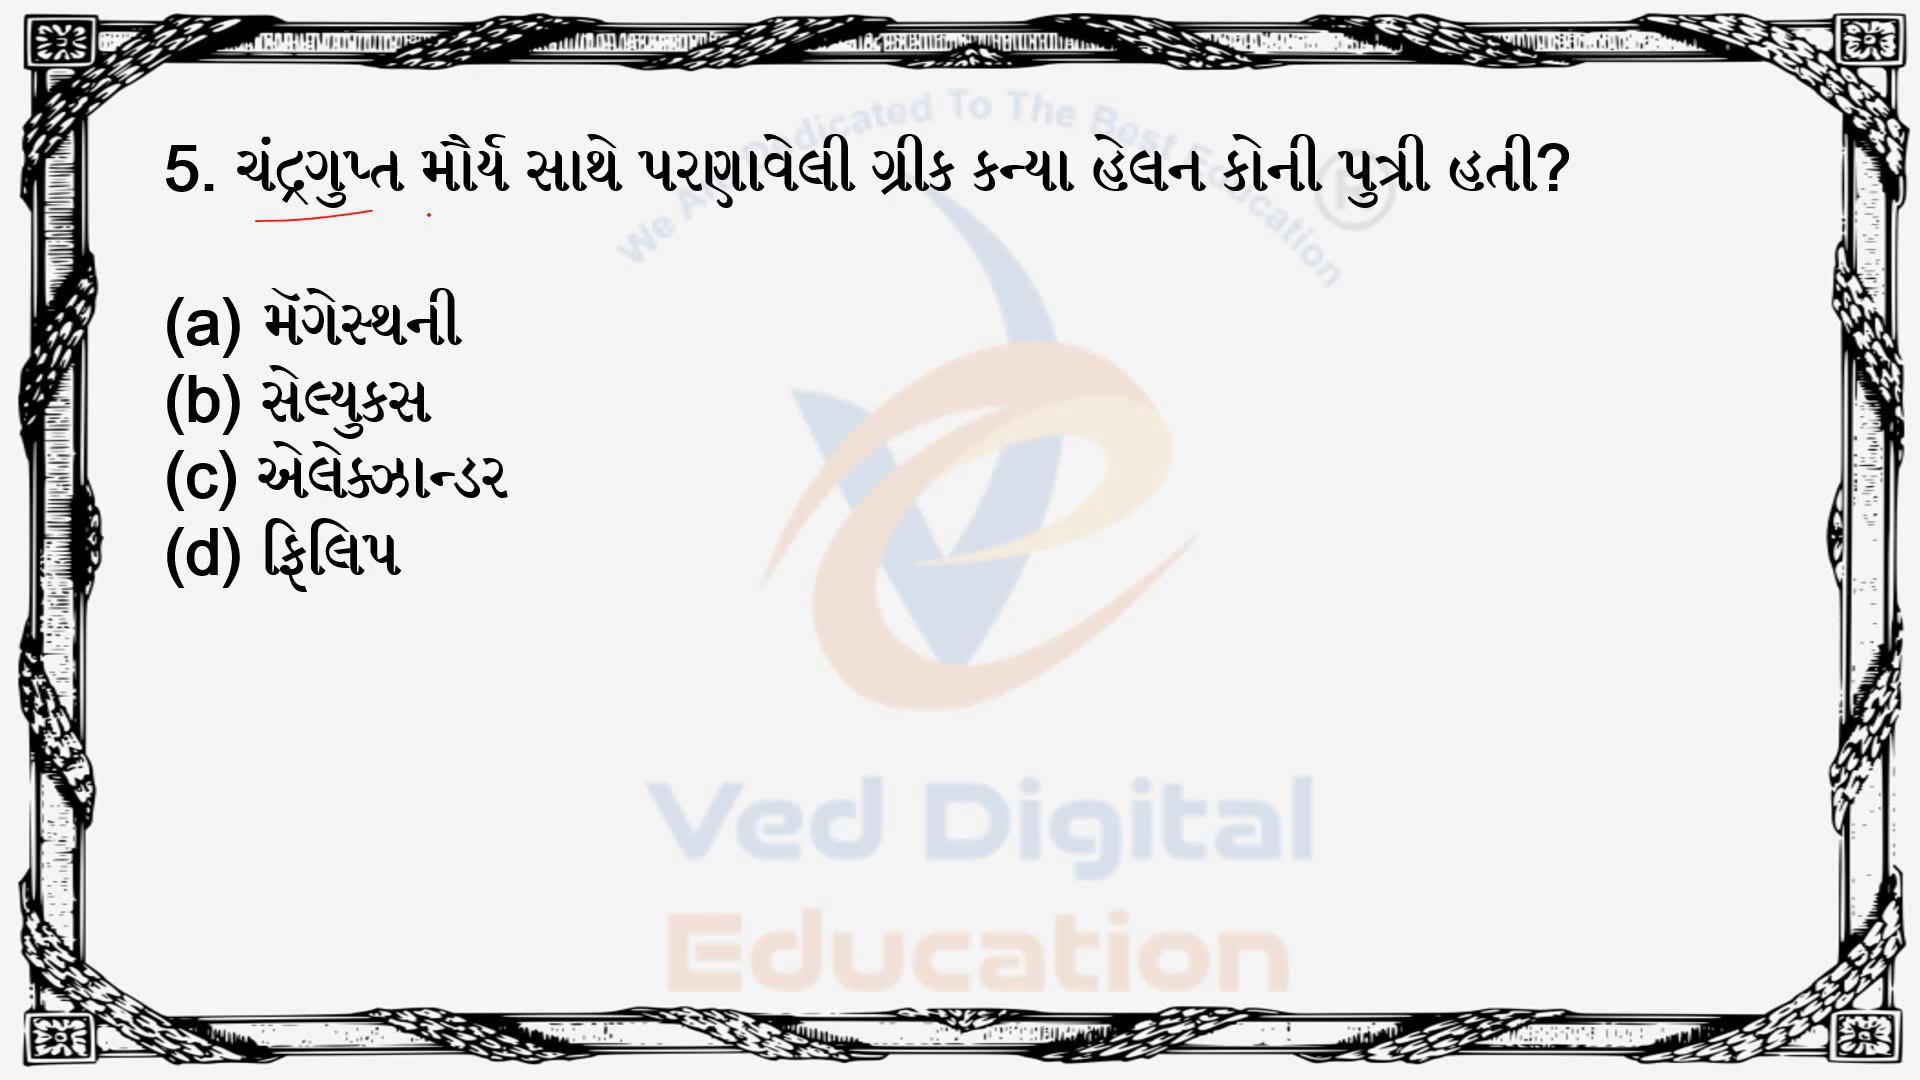 We Are Dedicated To The Best Education
5. ચંદ્રગુપ્ત મૌર્ય સાથે પરણાવેલી ગ્રીક કન્યા હેલન કોની પુત્રી હતી?
(a) મૅગેસ્થની
(b) સેલ્યુકસ
(c) એલેક્ઝાન્ડર
(d) ફિલિપ
Ved Digital
Education